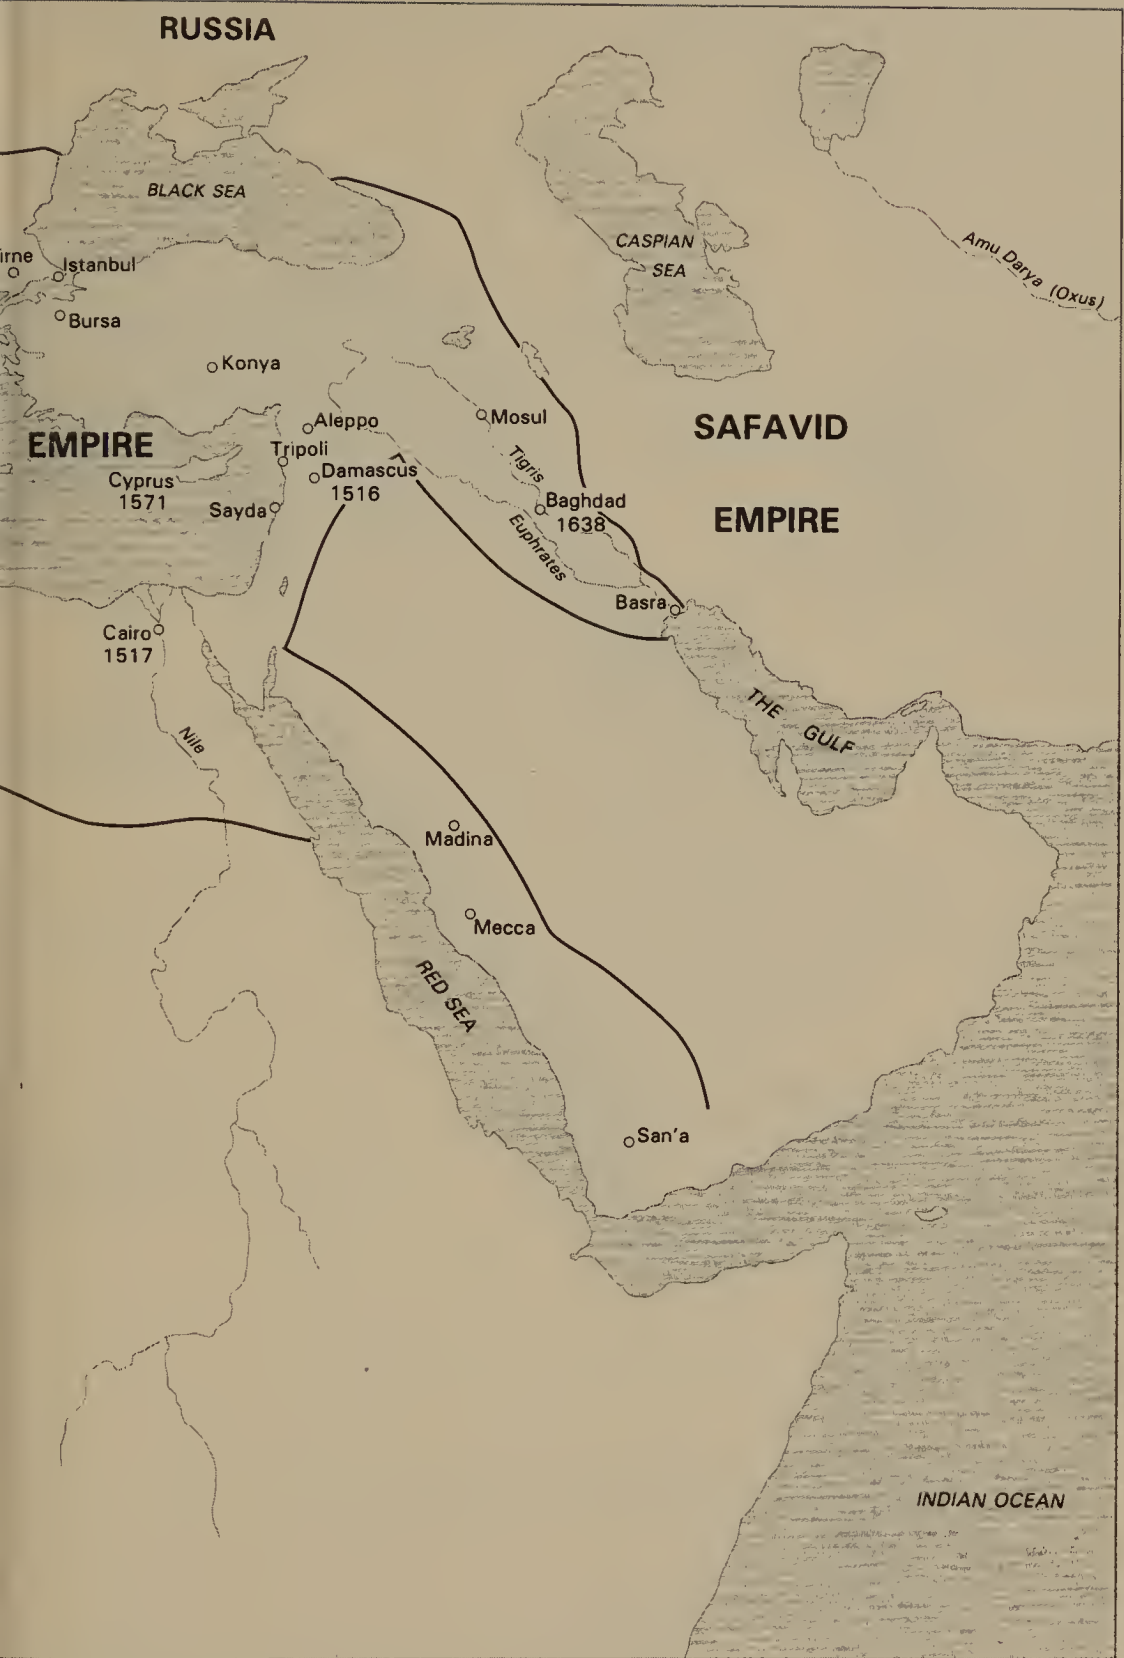 RUSSIA
BLACK SEA
CASPIAN
SEA
Amu Darya (Oxus)
irne
Istanbul
Bursa
Konya
Aleppo
Mosul
SAFAVID
EMPIRE
EMPIRE
Tripoli
Cyprus
1571
Damascus
1516
Tigris
Sayda
Baghdad
1638
Euphrates
Basra
Cairo
1517
THE GULF
Nile
Madina
Mecca
RED SEA
San'a
INDIAN OCEAN